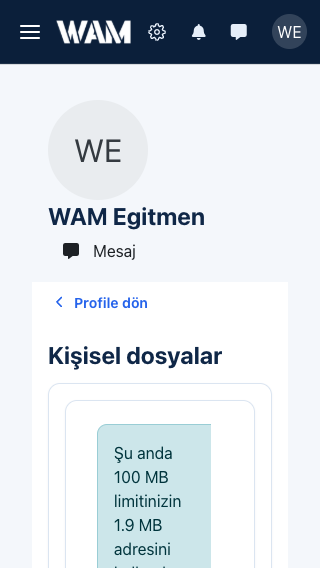 WAM
WE
WE
WAM Egitmen
Mesaj
Profile dön
Kişisel dosyalar
Şu anda
100 MB
limitinizin
1.9 MB
adresini